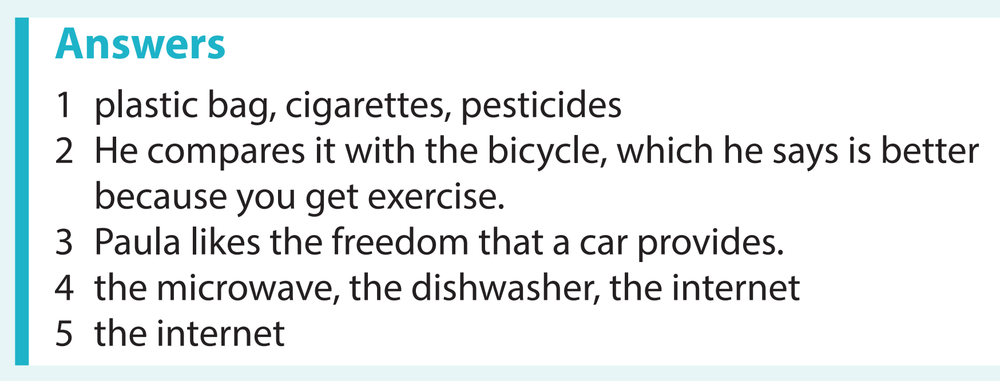 Answers
1 plastic bag, cigarettes, pesticides
2 He compares it with the bicycle, which he says is better
because you get exercise.
3 Paula likes the freedom that a car provides.
4 the microwave, the dishwasher, the internet
5 the internet